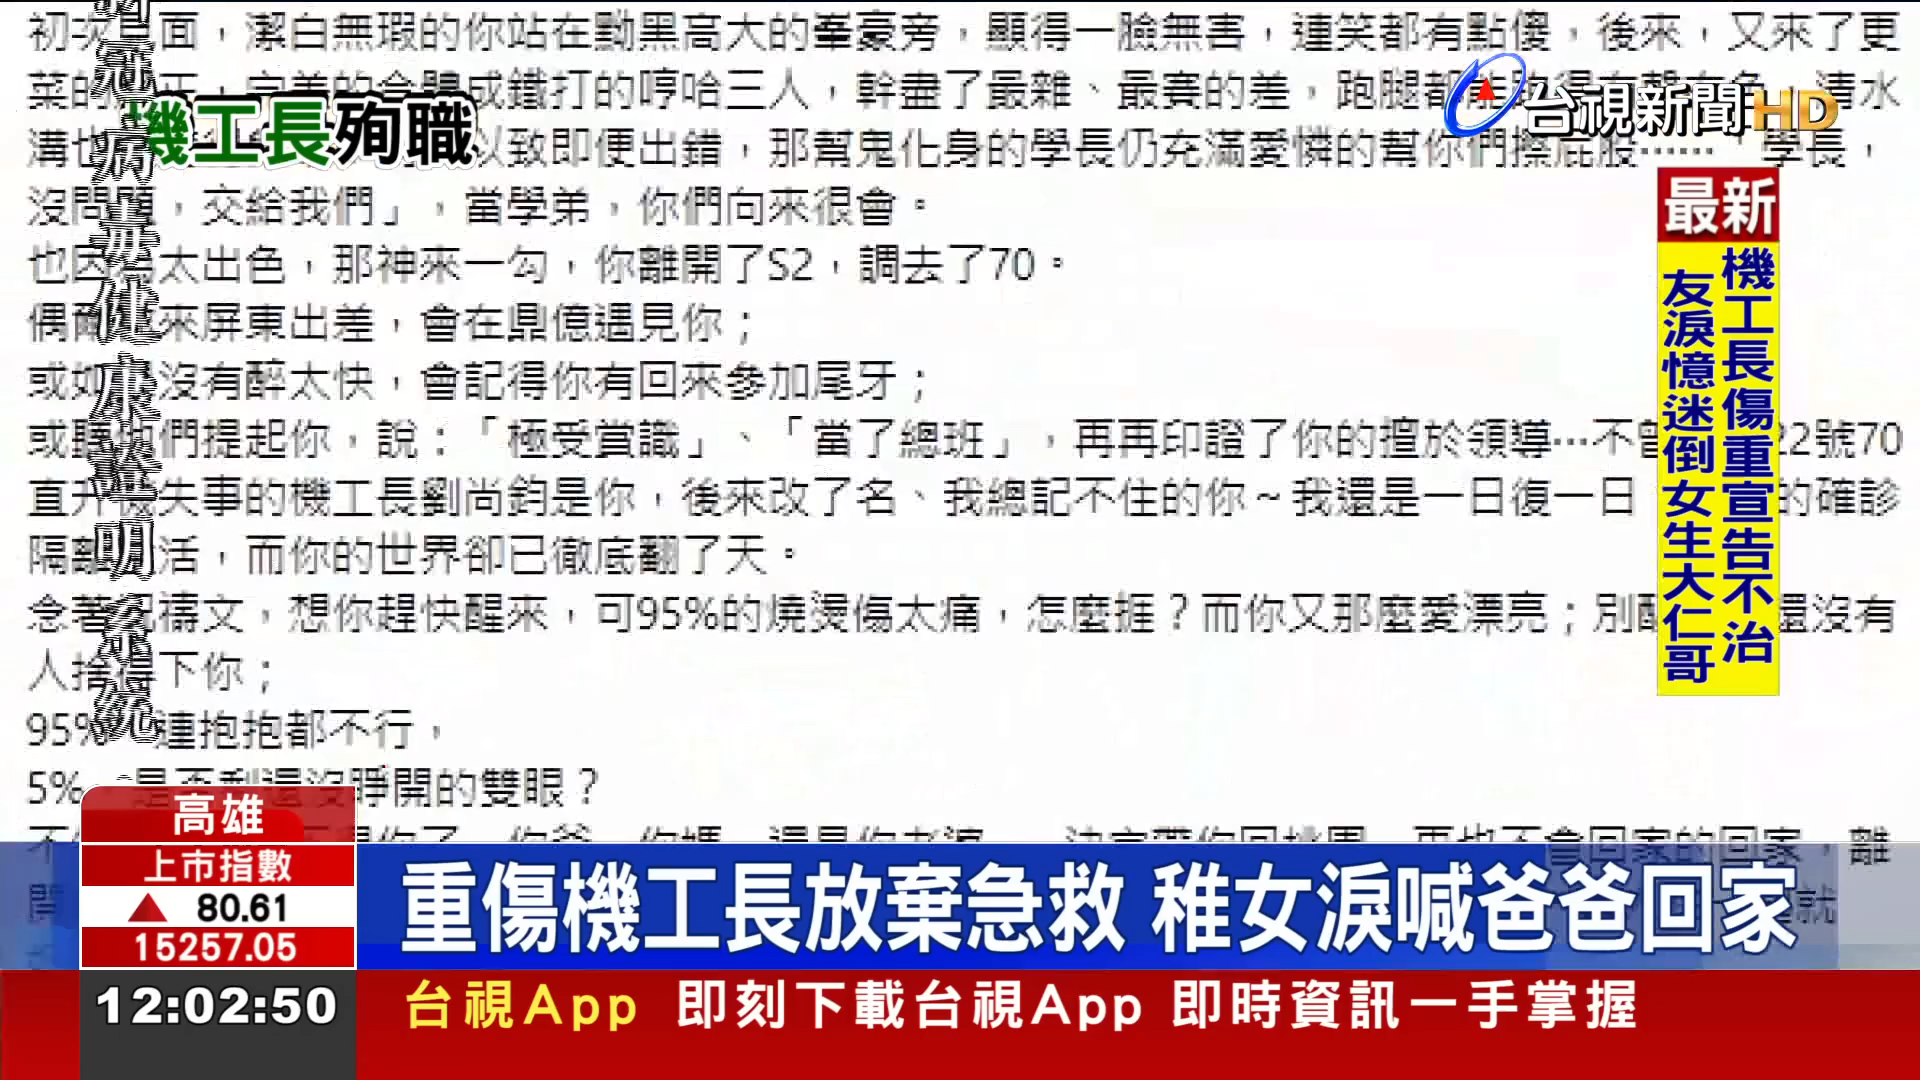 初次見面，潔白無瑕的你站在黝黑高大的峯豪旁，顯得一臉無害，連笑都有點傻，後來，又來了更
菜的
成鐵打的哼哈三人，幹盡了最雜、最賽的差，跑腿都
清水
溝也
以致即便出錯，那幫鬼化身的學長仍充滿愛憐的幫你們擦屁股……「學長，
沒問題，交給我們」，當學弟，你們向來很會。
也因為太出色，那神來一勾，你離開了S2，調去了70。
偶爾
來屏東出差，會在鼎億遇見你；
或如
沒有醉太快，會記得你有回來參加尾牙；
或聽他們提起你，說：「極受賞識」、「當了總班」，再再印證了你的擅於領導…不曾
22號70
直升機失事的機工長劉尚鈞是你，後來改了名、我總記不住的你～我還是一日復一日
的確診
隔離
活，而你的世界卻已徹底翻了天。
念著祝禱文，想你趕快醒來，可95%的燒燙傷太痛，怎麼捱？而你又那麼愛漂亮；別
還沒有
人捨得下你；
95%
連抱抱都不行，
5%
是否剩還沒睜開的雙眼？
機工長殉職
台視新聞HD
最新
機工長傷重宣告不治
友淚憶迷倒女生大仁哥
高雄
上市指數
▲ 80.61
15257.05
12:02:50
重傷機工長放棄急救 稚女淚喊爸爸回家
台視App 即刻下載台視App 即時資訊一手掌握